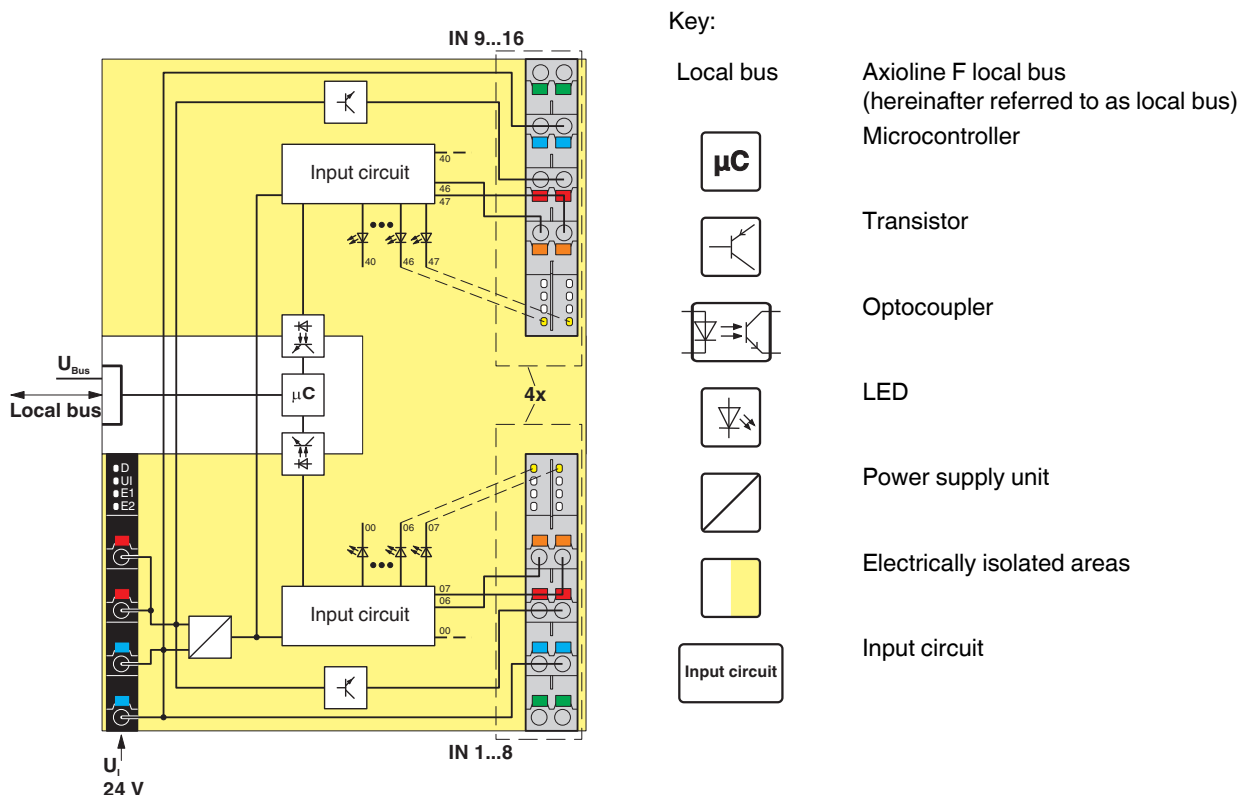 IN 9...16
Input circuit
40
46
47
40
46
47
U Bus
Local bus
µC
4x
D
UI
E1
E2
00
06
07
Input circuit
07
06
00
IN 1...8
U I
24 V
Key:
Local bus
Axioline F local bus
(hereinafter referred to as local bus)
µC
Microcontroller
Transistor
Optocoupler
LED
Power supply unit
Electrically isolated areas
Input circuit
Input circuit